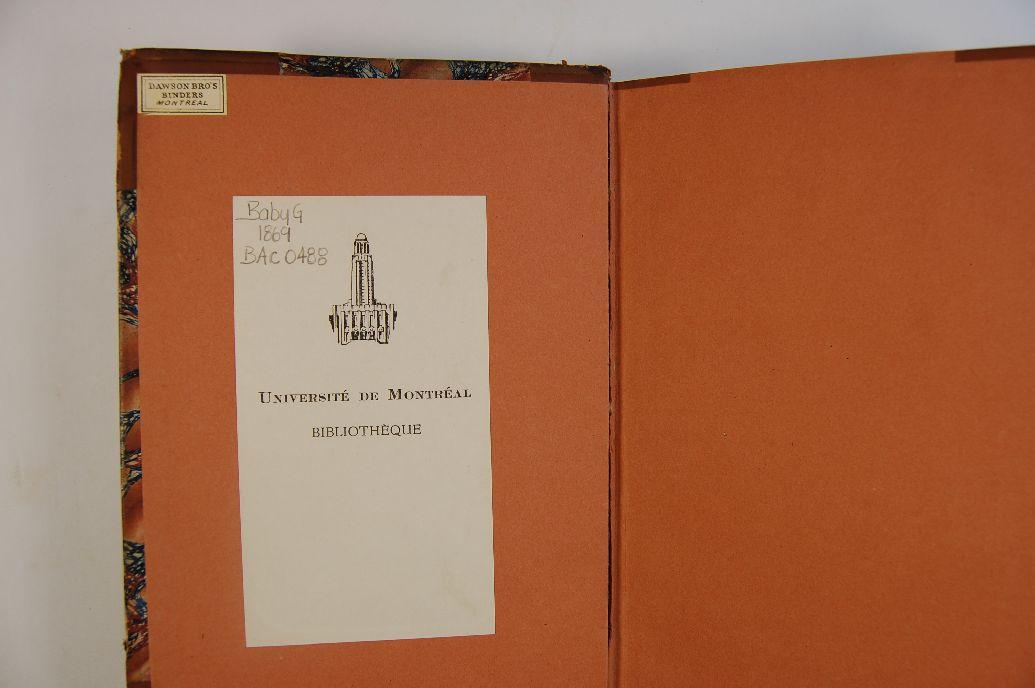 DAWSON BRO'S
BINDERS
MONTREAL
Baby G
1869
BAC 0488
UNIVERSITÉ DE MONTRÉAL
BIBLIOTHÈQUE